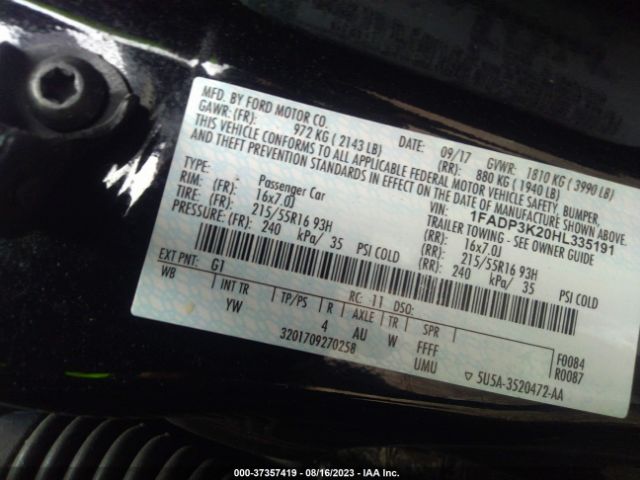 MFD. BY FORD MOTOR CO.
DATE: 09/17 GVWR: 1810 KG ( 3990 LB)
GAWR: (FR): 972 KG ( 2143 LB) (RR): 880 KG ( 1940 LB)
THIS VEHICLE CONFORMS TO ALL APPLICABLE FEDERAL MOTOR VEHICLE SAFETY, BUMPER,
AND THEFT PREVENTION STANDARDS IN EFFECT ON THE DATE OF MANUFACTURE SHOWN ABOVE.
VIN: 1FADP3K20HL335191
TYPE: Passenger Car TRAILER TOWING - SEE OWNER GUIDE
RIM: (FR): 16x7.0J (RR): 16x7.0J
TIRE: (FR): 215/55R16 93H (RR): 215/55R16 93H
PRESSURE: (FR): 240 kPa/ 35 PSI COLD (RR): 240 kPa/ 35 PSI COLD
EXT PNT: G1 RC: 11 DSO:
W8 INT TR TP/PS R AXLE TR SPR F0084
YW 4 AU W FFFF R0087
3201709270258 UMU 5U5A-3520472-AA
000-37357419 - 08/16/2023 - IAA Inc.